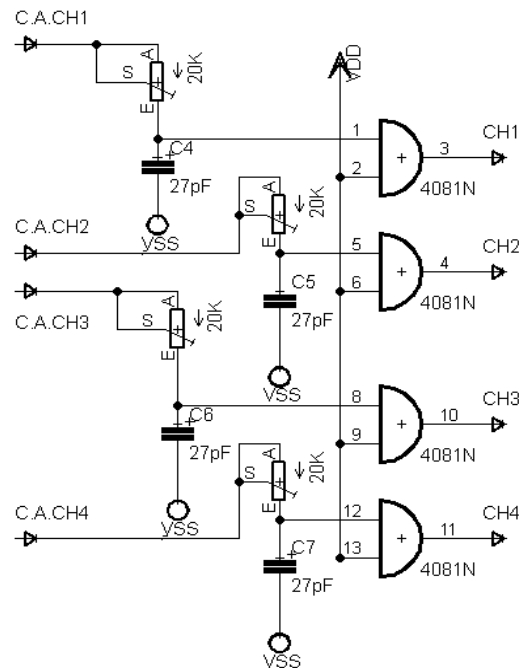 C.A.CH1
A
S
20K
E
VDD
1
3
CH1
2
4081N
C4
+
27pF
VSS
C.A.CH2
A
S
20K
E
5
4
CH2
6
4081N
C5
+
27pF
VSS
C.A.CH3
A
S
20K
E
8
10
CH3
9
4081N
C6
+
27pF
VSS
C.A.CH4
A
S
20K
E
12
11
CH4
13
4081N
C7
+
27pF
VSS